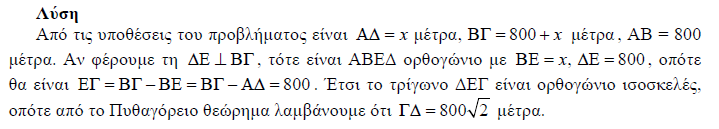 Λύση
Από τις υποθέσεις του προβλήματος είναι ΑΔ = x μέτρα, ΒΓ = 800 + x μέτρα, ΑΒ = 800
μέτρα. Αν φέρουμε τη ΔΕ ⊥ ΒΓ, τότε είναι ΑΒΕΔ ορθογώνιο με ΒΕ = x, ΔΕ = 800, οπότε
θα είναι ΕΓ = ΒΓ − ΒΕ = ΒΓ − ΑΔ = 800. Έτσι το τρίγωνο ΔΕΓ είναι ορθογώνιο ισοσκελές,
οπότε από το Πυθαγόρειο θεώρημα λαμβάνουμε ότι ΓΔ = 800√2 μέτρα.